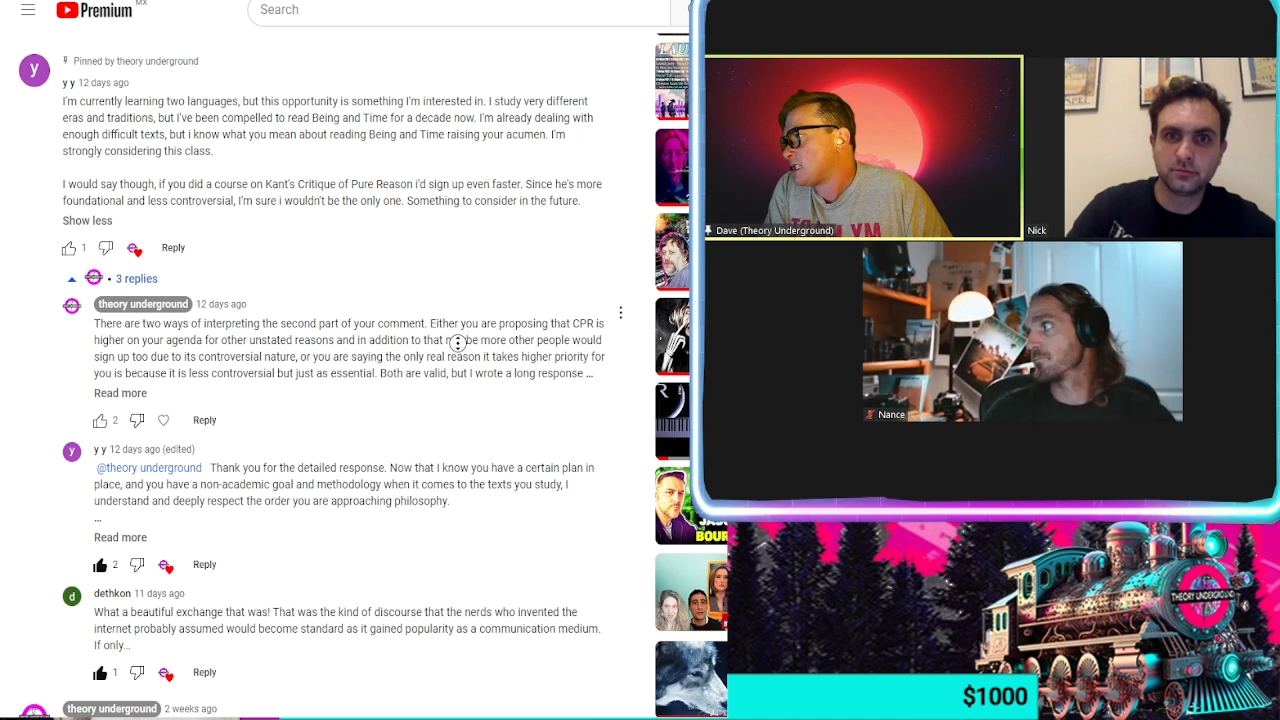 Premium MX
Search
Pinned by theory underground
y
y y 12 days ago
I'm currently learning two languages, but this opportunity is something I'm interested in. I study very different
eras and traditions, but I've been compelled to read Being and Time for a decade now. I'm already dealing with
enough difficult texts, but i know what you mean about reading Being and Time raising your acumen. I'm
strongly considering this class.
I would say though, if you did a course on Kant's Critique of Pure Reason i'd sign up even faster. Since he's more
foundational and less controversial, I'm sure i wouldn't be the only one. Something to consider in the future.
Show less
1 Reply
• 3 replies
theory underground 12 days ago
There are two ways of interpreting the second part of your comment. Either you are proposing that CPR is
higher on your agenda for other unstated reasons and in addition to that be more other people would
sign up too due to its controversial nature, or you are saying the only real reason it takes higher priority for
you is because it is less controversial but just as essential. Both are valid, but I wrote a long response ...
Read more
2 Reply
y
y y 12 days ago (edited)
@theory underground Thank you for the detailed response. Now that I know you have a certain plan in
place, and you have a non-academic goal and methodology when it comes to the texts you study, I
understand and deeply respect the order you are approaching philosophy.
...
Read more
2 Reply
d
dethkon 11 days ago
What a beautiful exchange that was! That was the kind of discourse that the nerds who invented the
internet probably assumed would become standard as it gained popularity as a communication medium.
If only...
1 Reply
theory underground 2 weeks ago
Dave (Theory Underground)
Nick
Nance
THEORY UNDERGROUND
$1000